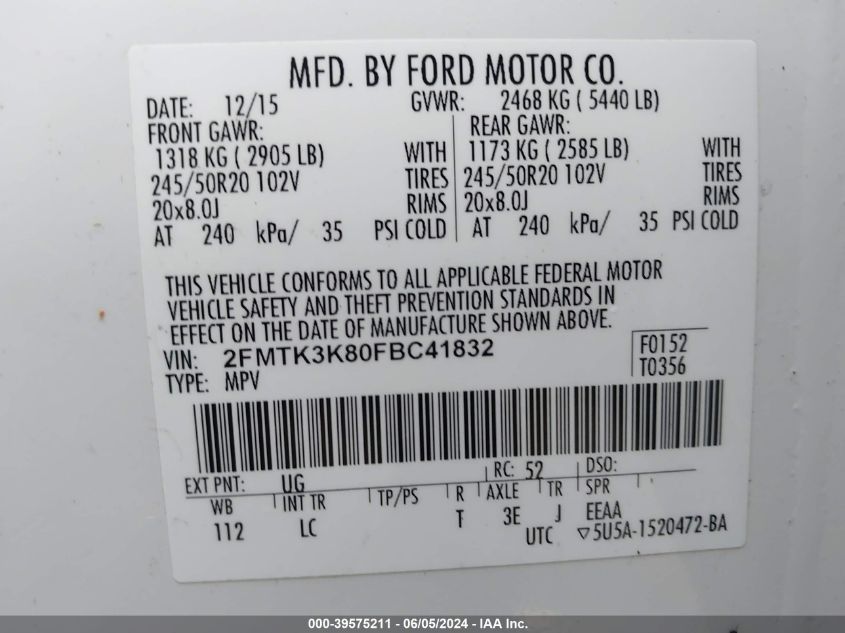 MFD. BY FORD MOTOR CO.
DATE: 12/15 GVWR: 2468 KG ( 5440 LB)
FRONT GAWR: REAR GAWR:
1318 KG ( 2905 LB) WITH 1173 KG ( 2585 LB) WITH
245/50R20 102V TIRES 245/50R20 102V TIRES
20x8.0J RIMS 20x8.0J RIMS
AT 240 kPa/ 35 PSI COLD AT 240 kPa/ 35 PSI COLD
THIS VEHICLE CONFORMS TO ALL APPLICABLE FEDERAL MOTOR
VEHICLE SAFETY AND THEFT PREVENTION STANDARDS IN
EFFECT ON THE DATE OF MANUFACTURE SHOWN ABOVE.
VIN: 2FMTK3K80FBC41832 F0152
TYPE: MPV T0356
EXT PNT: UG RC: 52 DSO:
WB INT TR TP/PS R AXLE TR SPR
112 LC T 3E J EEAA
UTC ▽5U5A-1520472-BA
000-39575211 - 06/05/2024 - IAA Inc.